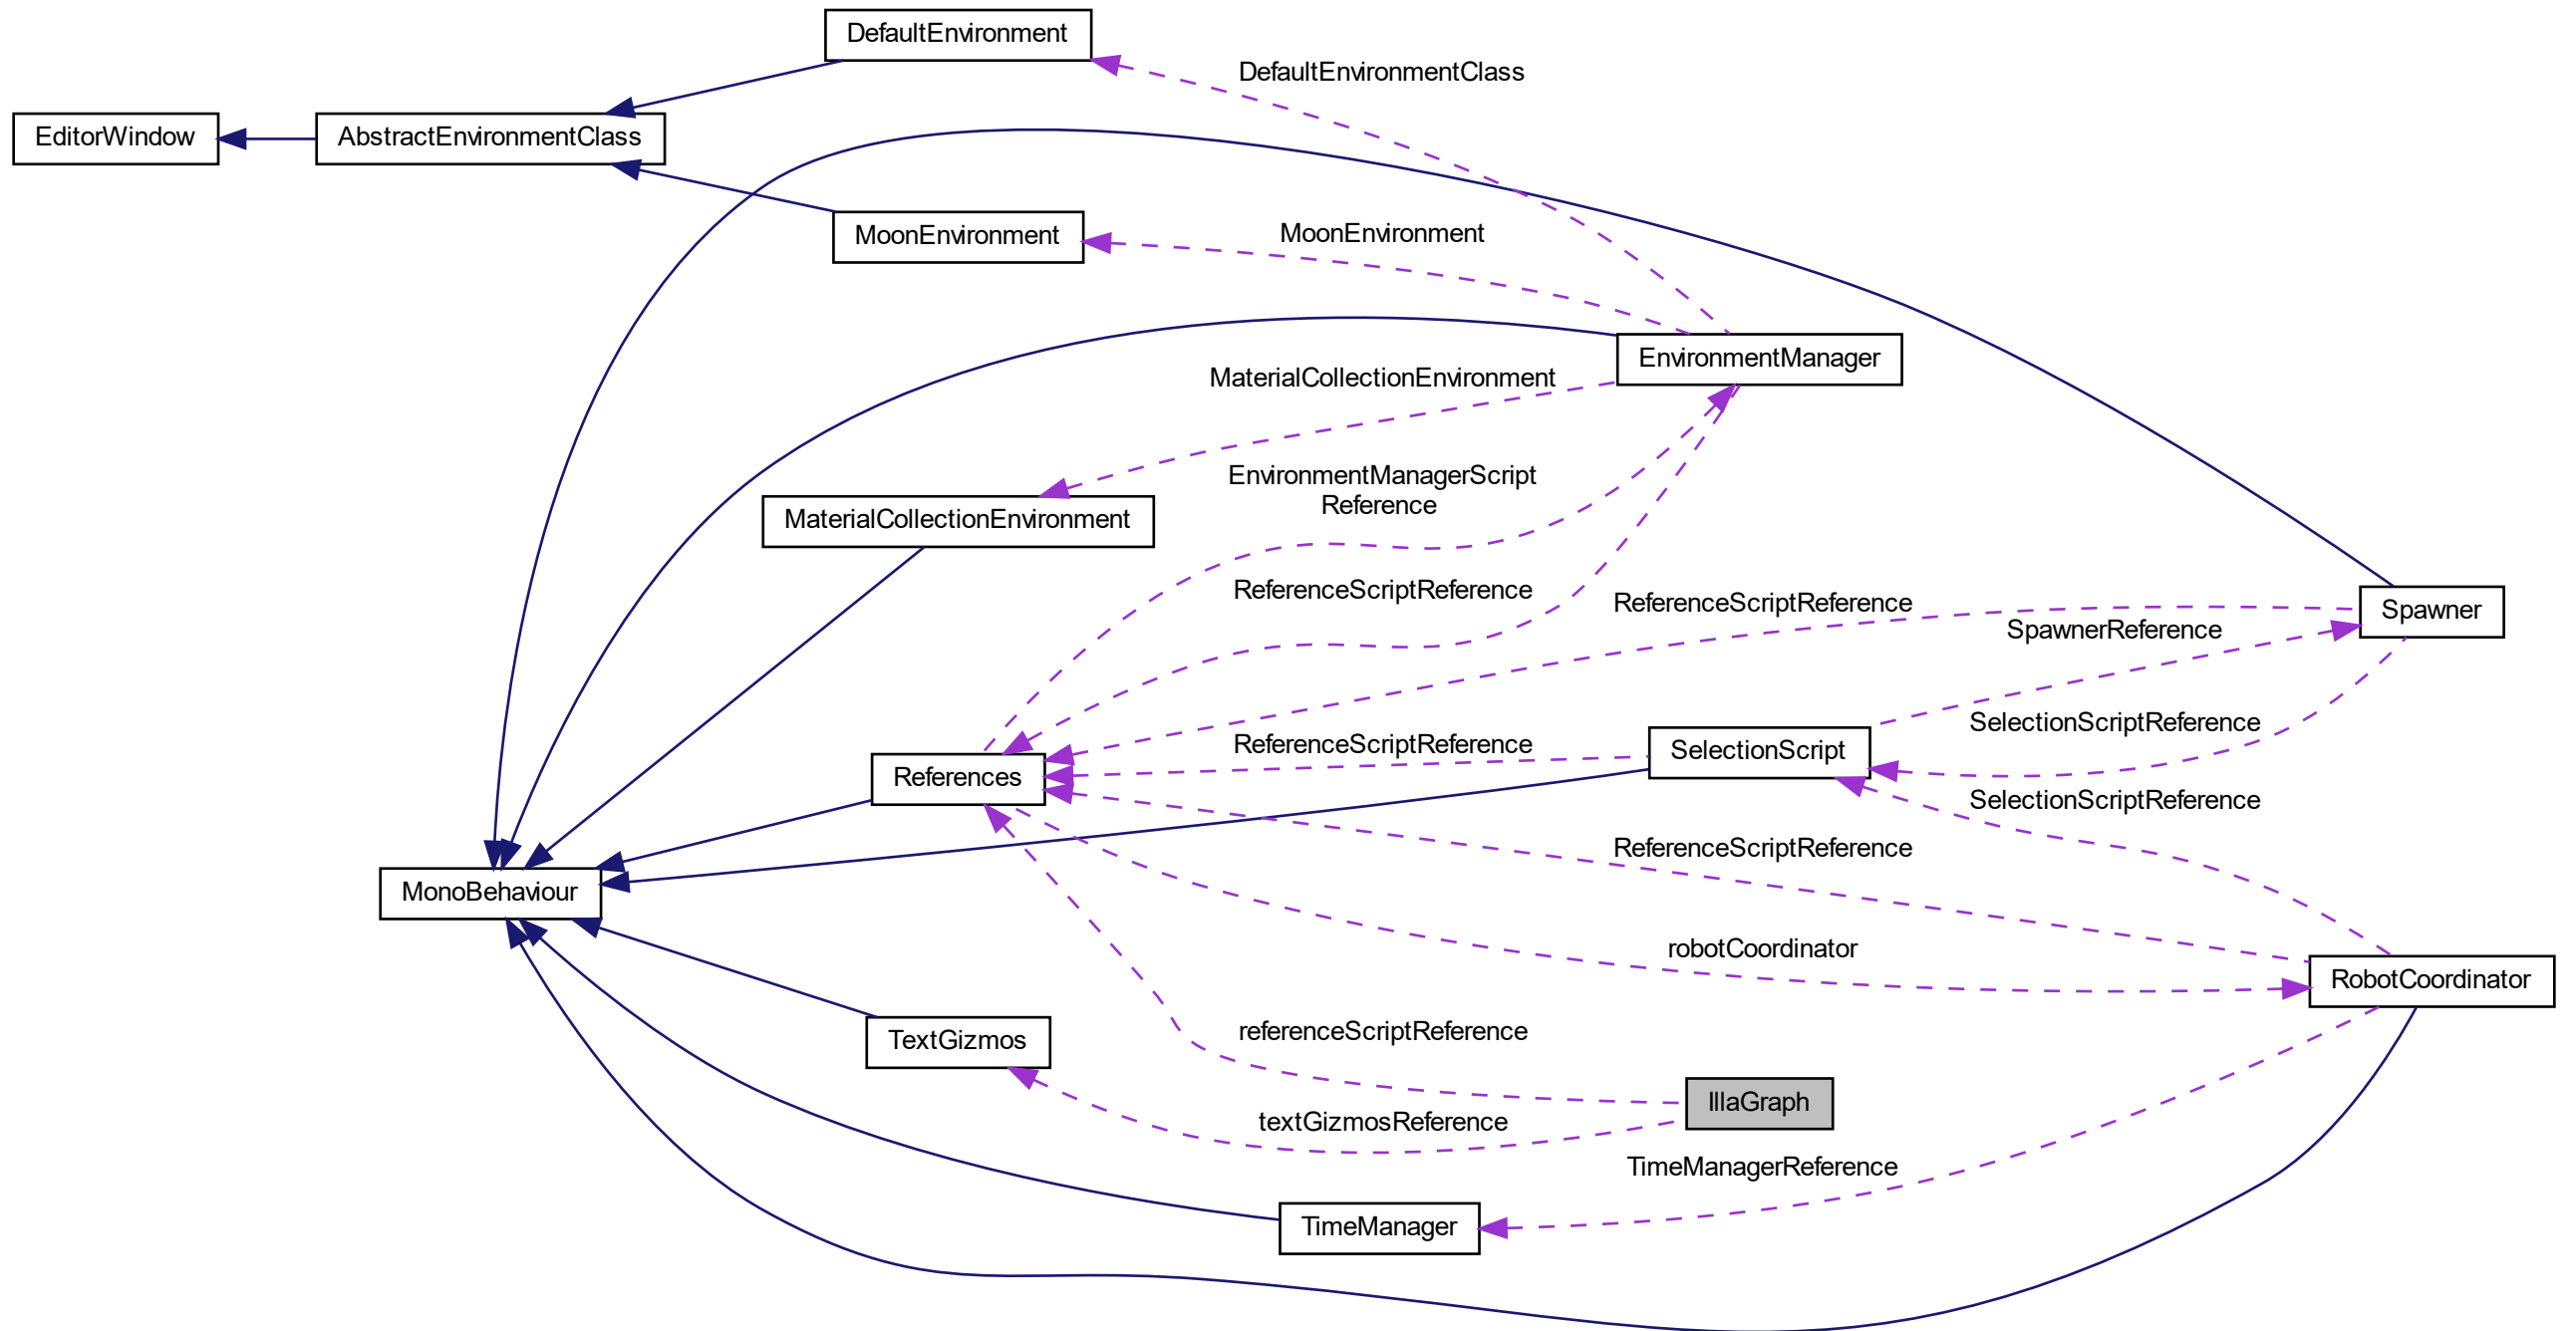 DefaultEnvironment
DefaultEnvironmentClass
EditorWindow
AbstractEnvironmentClass
MoonEnvironment
MoonEnvironment
EnvironmentManager
MaterialCollectionEnvironment
EnvironmentManagerScript
Reference
MaterialCollectionEnvironment
ReferenceScriptReference
ReferenceScriptReference
Spawner
SpawnerReference
SelectionScriptReference
ReferenceScriptReference
SelectionScript
References
SelectionScriptReference
ReferenceScriptReference
MonoBehaviour
robotCoordinator
RobotCoordinator
referenceScriptReference
TextGizmos
IllaGraph
textGizmosReference
TimeManagerReference
TimeManager